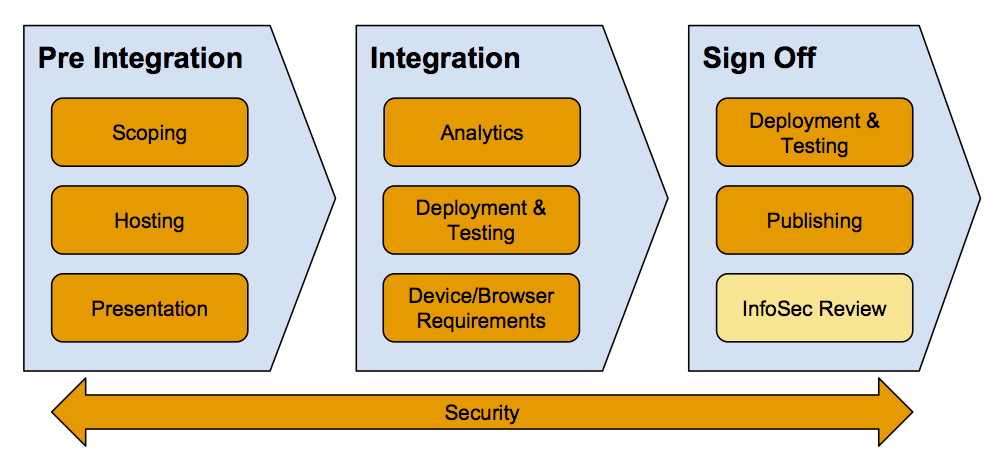 Pre Integration
Scoping
Hosting
Presentation
Integration
Analytics
Deployment &
Testing
Device/Browser
Requirements
Sign Off
Deployment &
Testing
Publishing
InfoSec Review
Security